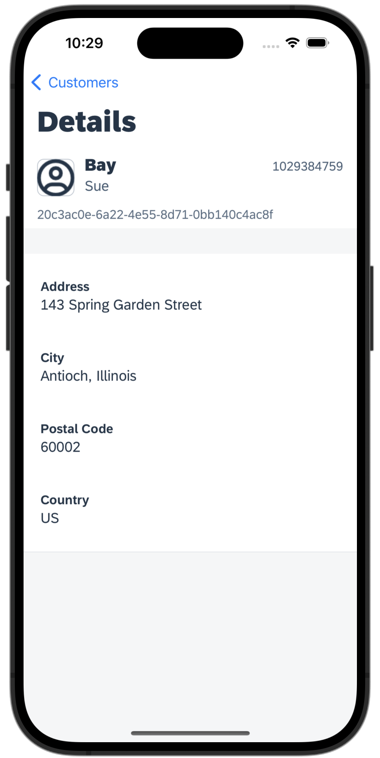 10:29
Customers
Details
Bay
1029384759
Sue
20c3ac0e-6a22-4e55-8d71-0bb140c4ac8f
Address
143 Spring Garden Street
City
Antioch, Illinois
Postal Code
60002
Country
US